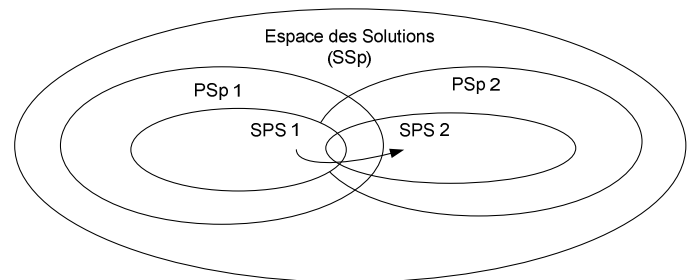 Espace des Solutions
(SSp)
PSp 1
PSp 2
SPS 1
SPS 2